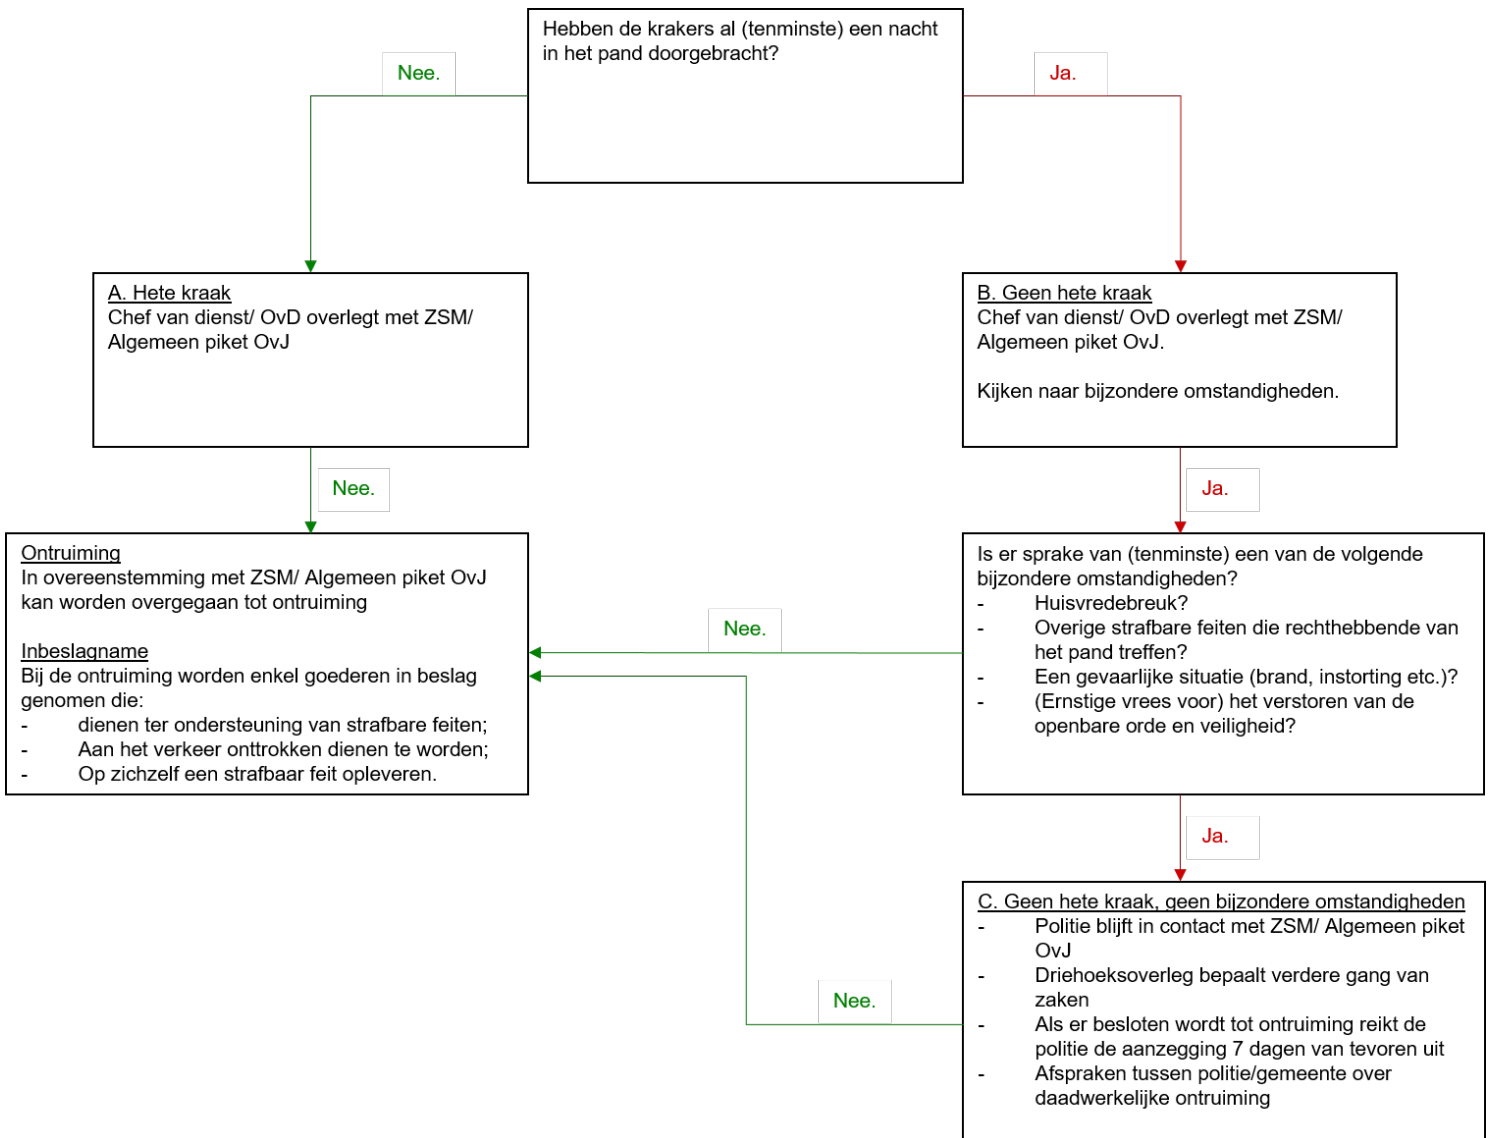 Hebben de krakers al (tenminste) een nacht
in het pand doorgebracht?
Nee.
Ja.
A. Hete kraak
Chef van dienst/ OvD overlegt met ZSM/
Algemeen piket OvJ
B. Geen hete kraak
Chef van dienst/ OvD overlegt met ZSM/
Algemeen piket OvJ.
Kijken naar bijzondere omstandigheden.
Nee.
Ja.
Ontruiming
In overeenstemming met ZSM/ Algemeen piket OvJ
kan worden overgegaan tot ontruiming
Inbeslagname
Bij de ontruiming worden enkel goederen in beslag
genomen die:
- dienen ter ondersteuning van strafbare feiten;
- Aan het verkeer onttrokken dienen te worden;
- Op zichzelf een strafbaar feit opleveren.
Nee.
Is er sprake van (tenminste) een van de volgende
bijzondere omstandigheden?
- Huisvredebreuk?
- Overige strafbare feiten die rechthebbende van
het pand treffen?
- Een gevaarlijke situatie (brand, instorting etc.)?
- (Ernstige vrees voor) het verstoren van de
openbare orde en veiligheid?
Ja.
Nee.
C. Geen hete kraak, geen bijzondere omstandigheden
- Politie blijft in contact met ZSM/ Algemeen piket
OvJ
- Driehoeksoverleg bepaalt verdere gang van
zaken
- Als er besloten wordt tot ontruiming reikt de
politie de aanzegging 7 dagen van tevoren uit
- Afspraken tussen politie/gemeente over
daadwerkelijke ontruiming